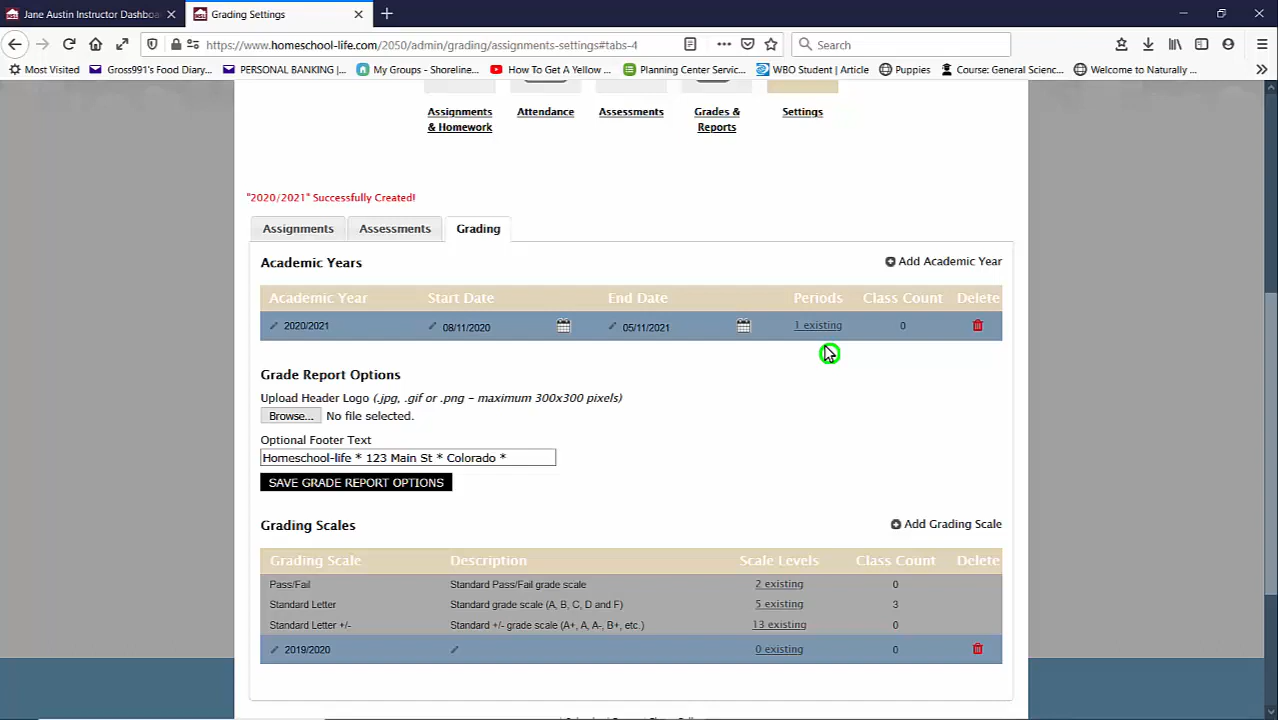 Jane Austin Instructor Dashboa
Grading Settings
https://www.homeschool-life.com/2050/admin/grading/assignments-settings#tabs-4
Search
Most Visited
Gross991's Food Diary...
PERSONAL BANKING |...
My Groups - Shoreline...
How To Get A Yellow ...
Planning Center Servic...
WBO Student | Article
Puppies
Course: General Scienc...
Welcome to Naturally ...
Assignments & Homework
Attendance
Assessments
Grades & Reports
Settings
"2020/2021" Successfully Created!
Assignments Assessments Grading
Academic Years
Add Academic Year
Academic Year Start Date End Date Periods Class Count Delete
2020/2021 08/11/2020 05/11/2021 1 existing 0
Grade Report Options
Upload Header Logo (.jpg, .gif or .png - maximum 300x300 pixels)
Browse... No file selected.
Optional Footer Text
Homeschool-life * 123 Main St * Colorado *
SAVE GRADE REPORT OPTIONS
Grading Scales
Add Grading Scale
Grading Scale Description Scale Levels Class Count Delete
Pass/Fail Standard Pass/Fail grade scale 2 existing 0
Standard Letter Standard grade scale (A, B, C, D and F) 5 existing 3
Standard Letter +/- Standard +/- grade scale (A+, A, A-, B+, etc.) 13 existing 0
2019/2020 0 existing 0